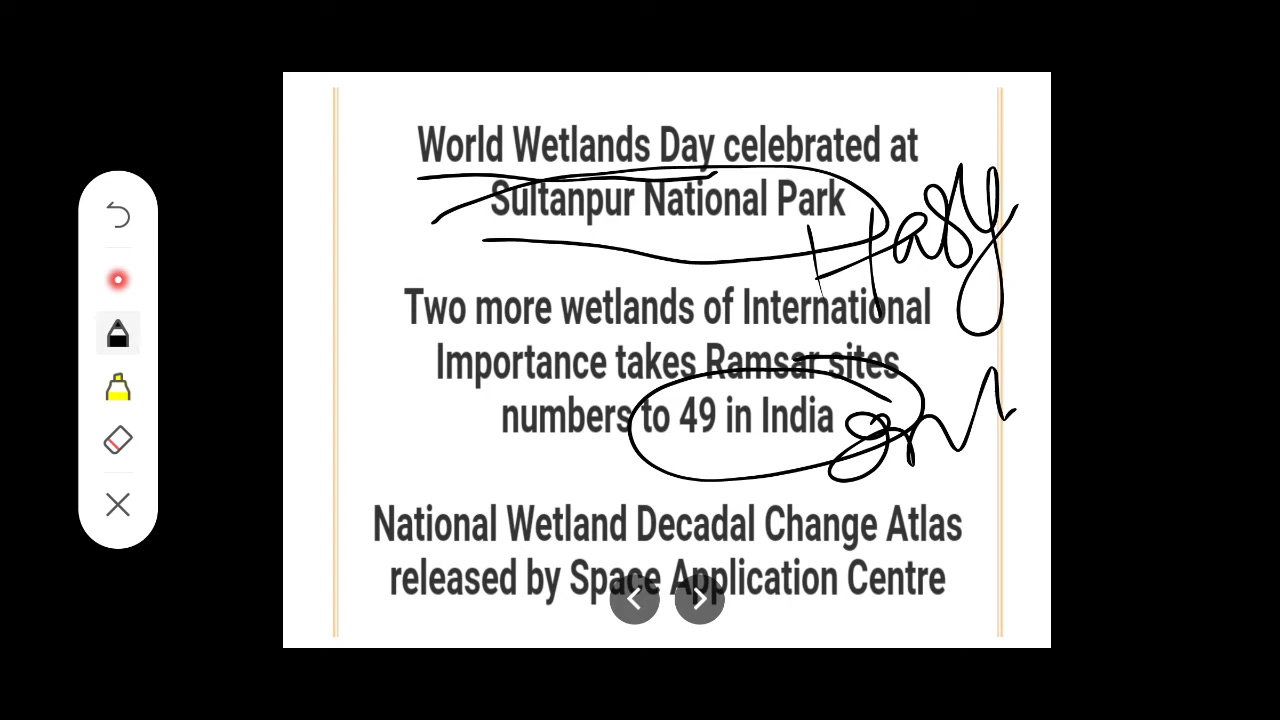 World Wetlands Day celebrated at
Sultanpur National Park
Two more wetlands of International
Importance takes Ramsar sites
numbers to 49 in India
National Wetland Decadal Change Atlas
released by Space Application Centre